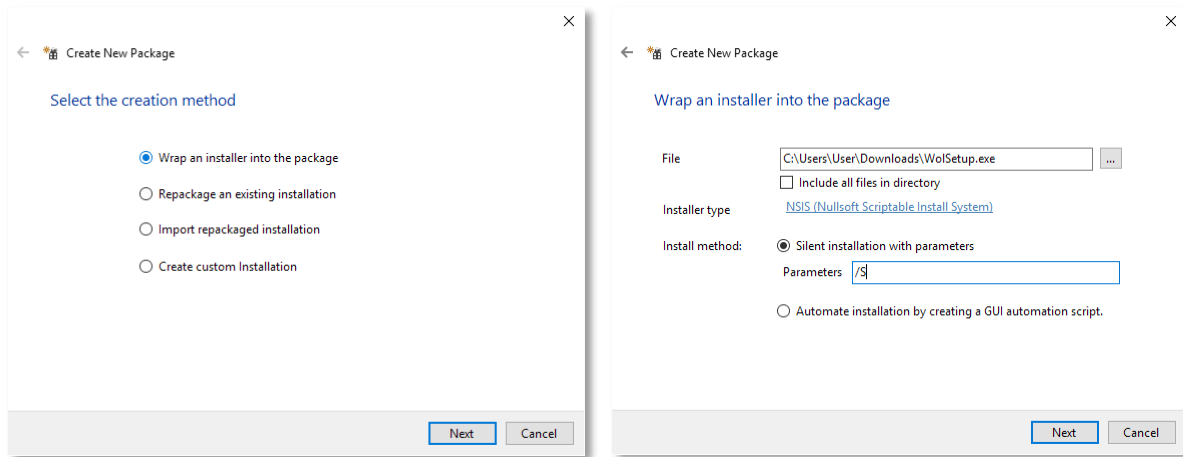 Create New Package
Select the creation method
Wrap an installer into the package
Repackage an existing installation
Import repackaged installation
Create custom Installation
Next Cancel
Create New Package
Wrap an installer into the package
File C:\Users\User\Downloads\WolSetup.exe ...
Include all files in directory
Installer type NSIS (Nullsoft Scriptable Install System)
Install method: Silent installation with parameters
Parameters /S
Automate installation by creating a GUI automation script.
Next Cancel